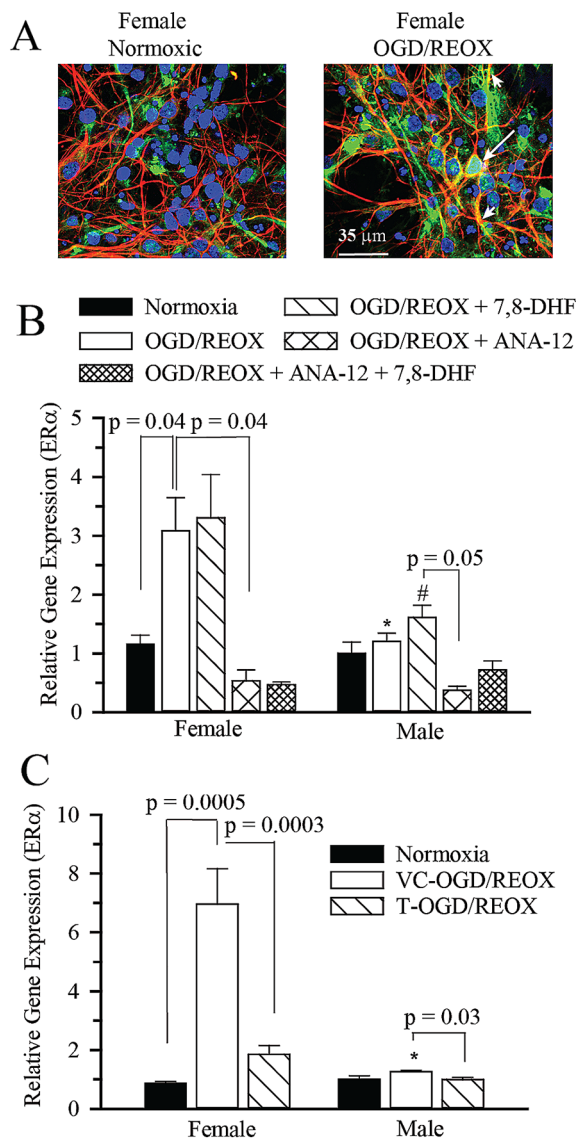 A
Female
Normoxic
Female
OGD/REOX
35 μm
B
Normoxia
OGD/REOX + 7,8-DHF
OGD/REOX
OGD/REOX + ANA-12
OGD/REOX + ANA-12 + 7,8-DHF
Relative Gene Expression (ERα)
5
4
3
2
1
0
p = 0.04
p = 0.04
p = 0.05
*
#
Female
Male
C
Relative Gene Expression (ERα)
10
8
6
4
2
0
p = 0.0005
p = 0.0003
Normoxia
VC-OGD/REOX
T-OGD/REOX
p = 0.03
*
Female
Male